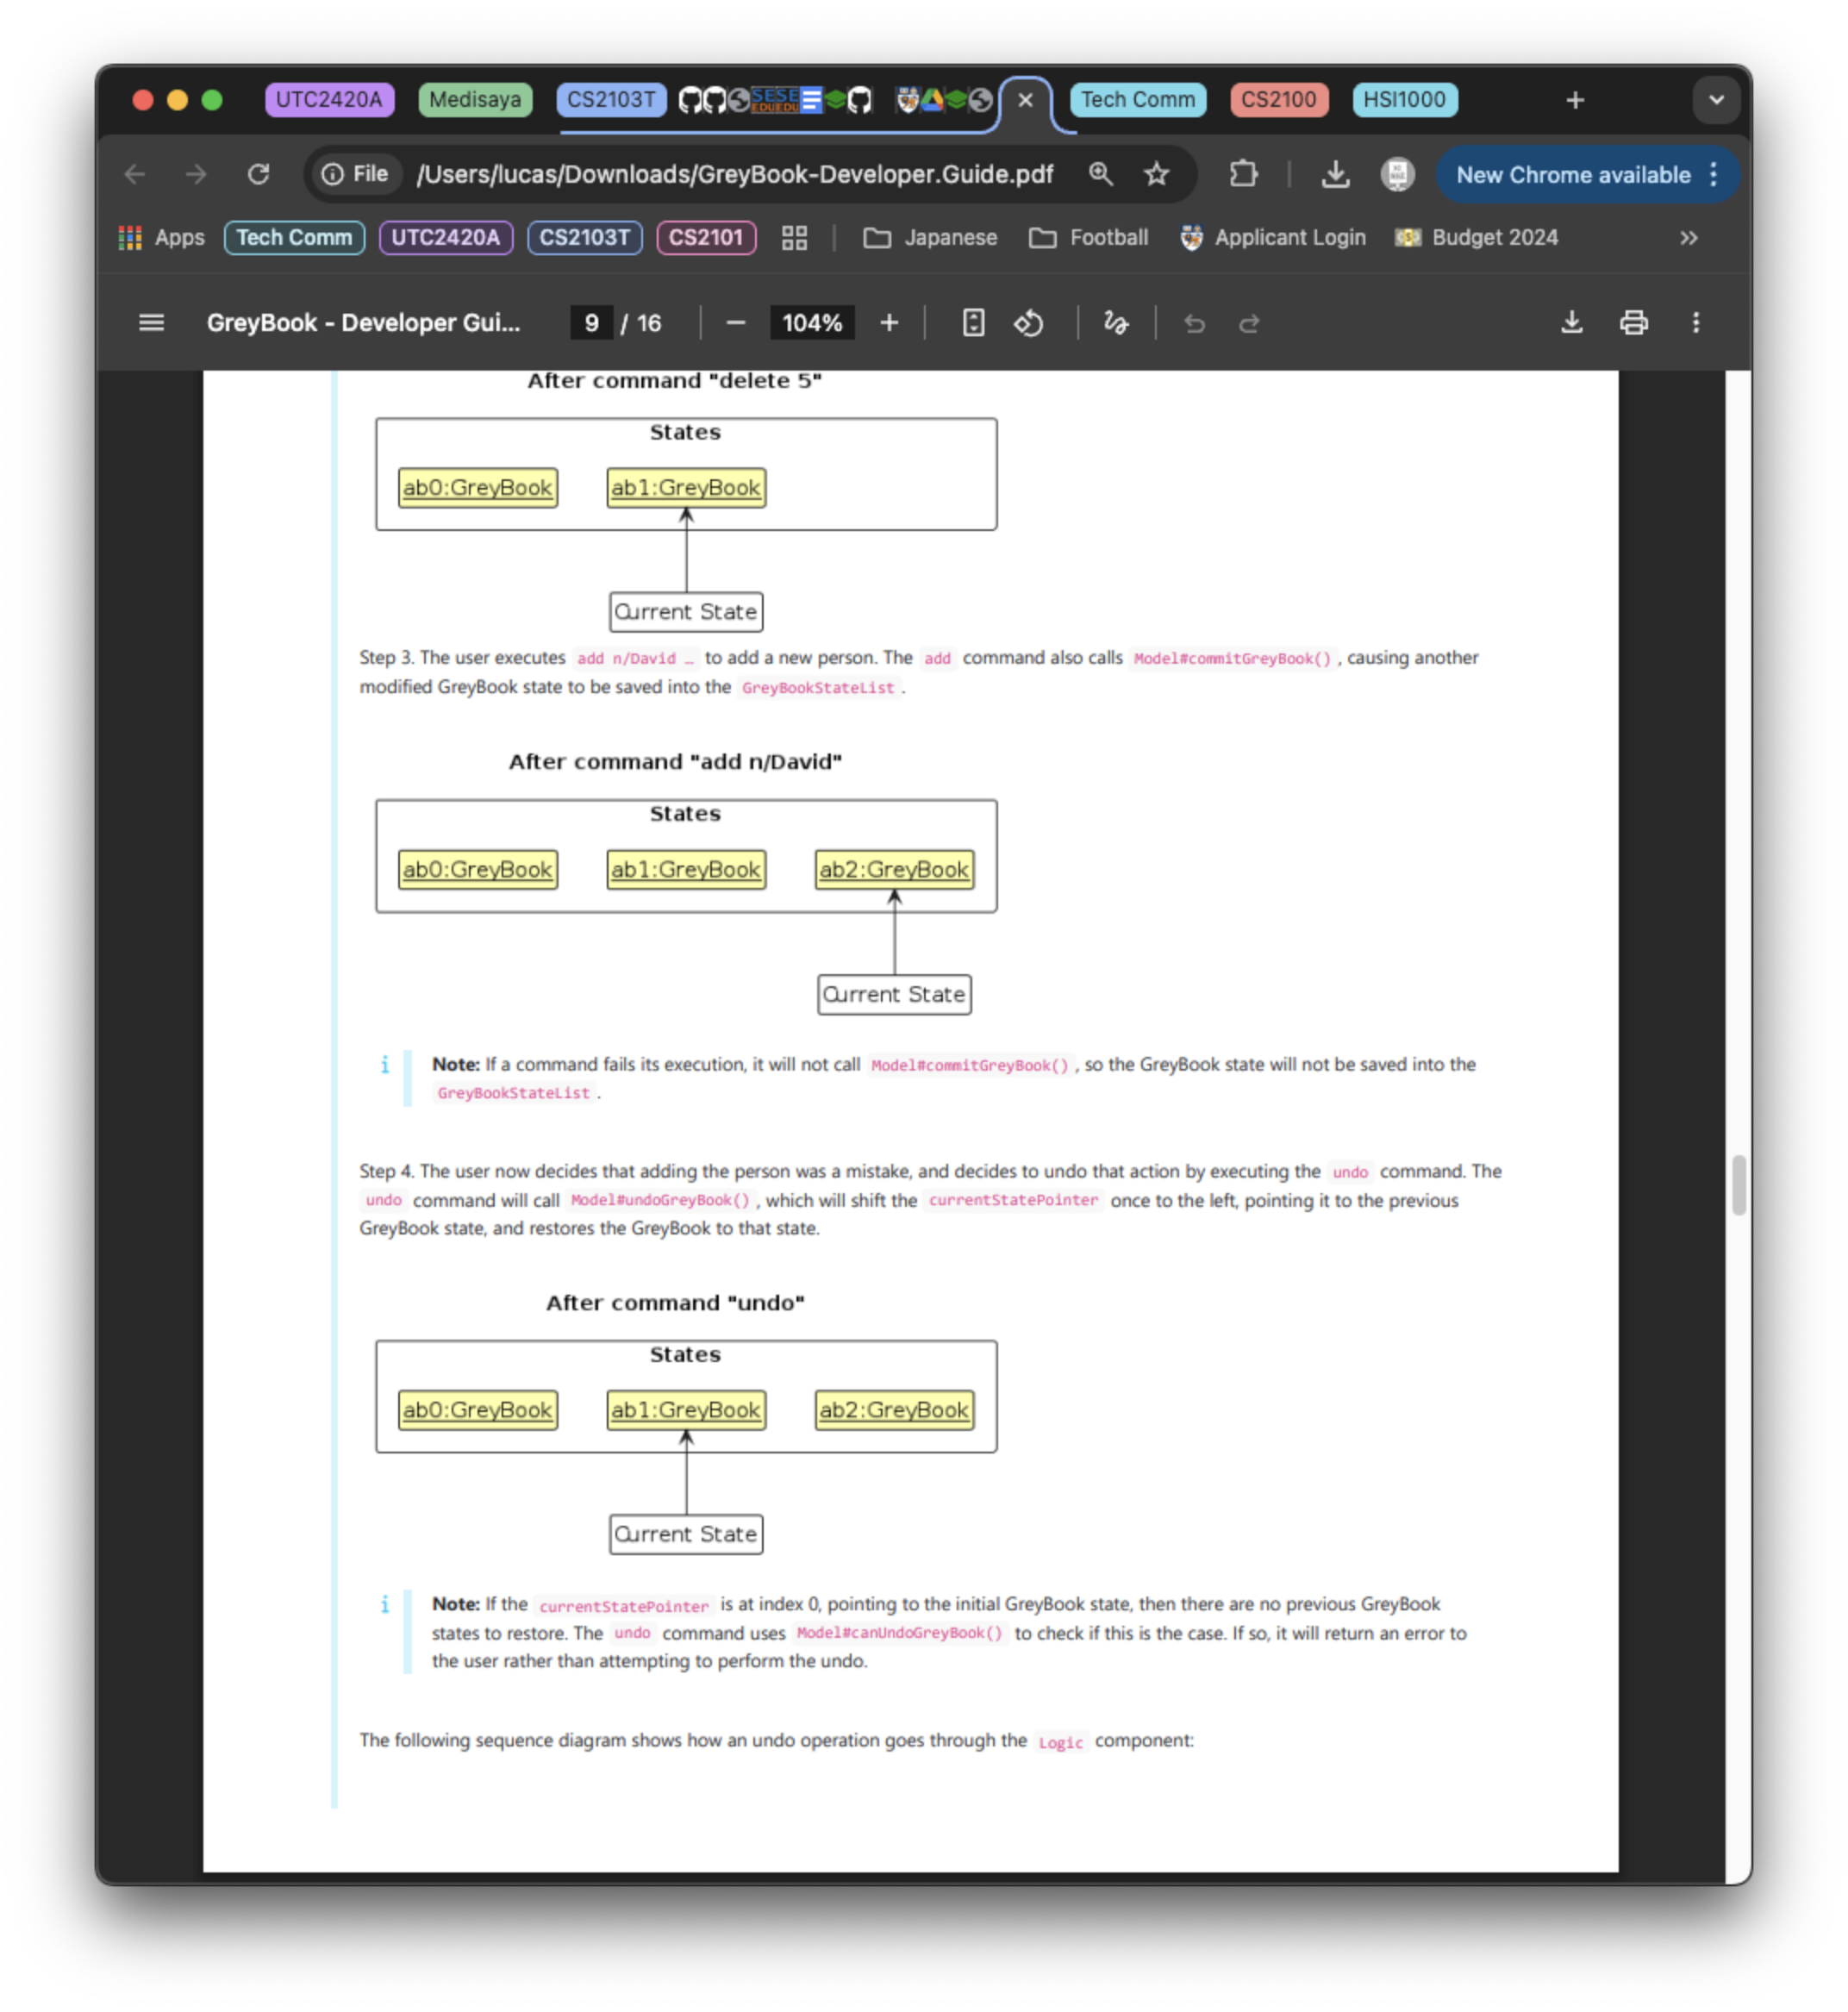 UTC2420A Medisaya CS2103T Tech Comm CS2100 HSI1000
File /Users/lucas/Downloads/GreyBook-Developer.Guide.pdf New Chrome available
Apps Tech Comm UTC2420A CS2103T CS2101 Japanese Football Applicant Login Budget 2024
GreyBook - Developer Gui... 9 / 16 104%
After command "delete 5"
States
ab0:GreyBook ab1:GreyBook
Current State
Step 3. The user executes add n/David … to add a new person. The add command also calls Model#commitGreyBook() , causing another
modified GreyBook state to be saved into the GreyBookStateList .
After command "add n/David"
States
ab0:GreyBook ab1:GreyBook ab2:GreyBook
Current State
Note: If a command fails its execution, it will not call Model#commitGreyBook() , so the GreyBook state will not be saved into the
GreyBookStateList .
Step 4. The user now decides that adding the person was a mistake, and decides to undo that action by executing the undo command. The
undo command will call Model#undoGreyBook() , which will shift the currentStatePointer once to the left, pointing it to the previous
GreyBook state, and restores the GreyBook to that state.
After command "undo"
States
ab0:GreyBook ab1:GreyBook ab2:GreyBook
Current State
Note: If the currentStatePointer is at index 0, pointing to the initial GreyBook state, then there are no previous GreyBook
states to restore. The undo command uses Model#canUndoGreyBook() to check if this is the case. If so, it will return an error to
the user rather than attempting to perform the undo.
The following sequence diagram shows how an undo operation goes through the Logic component: